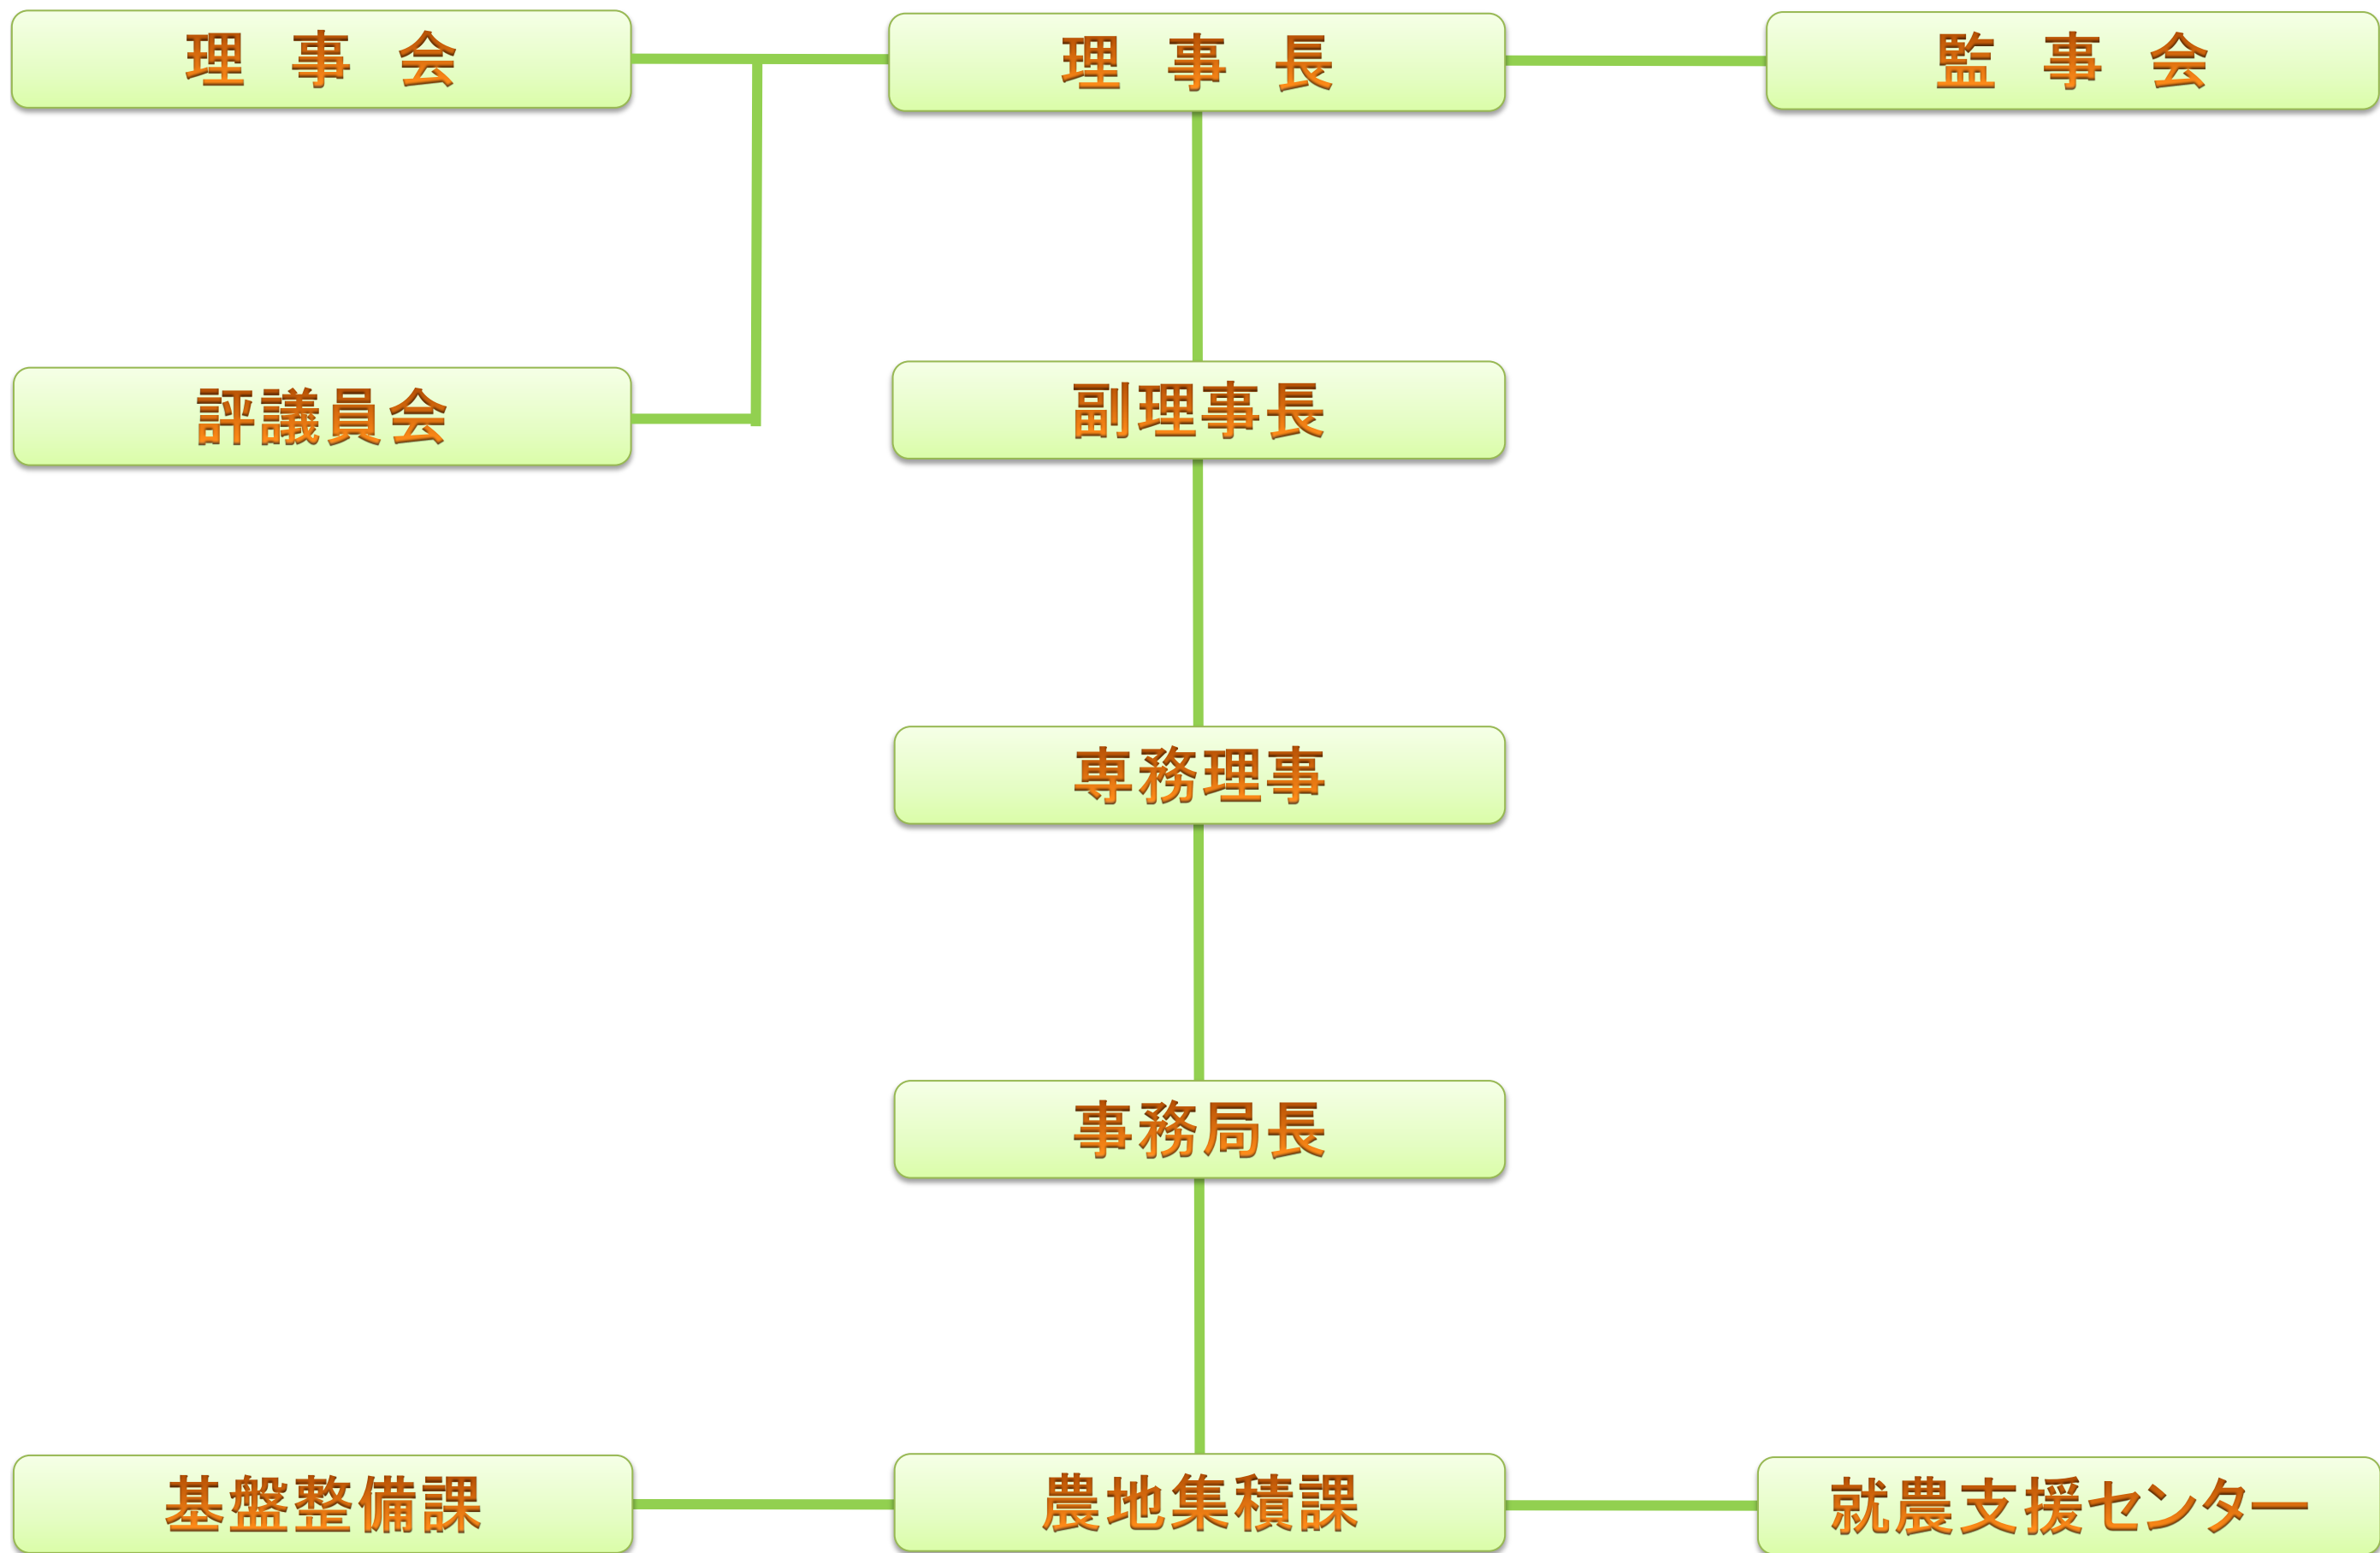 理　事　会
理　事　長
監　事　会
評議員会
副理事長
専務理事
事務局長
基盤整備課
農地集積課
就農支援センター